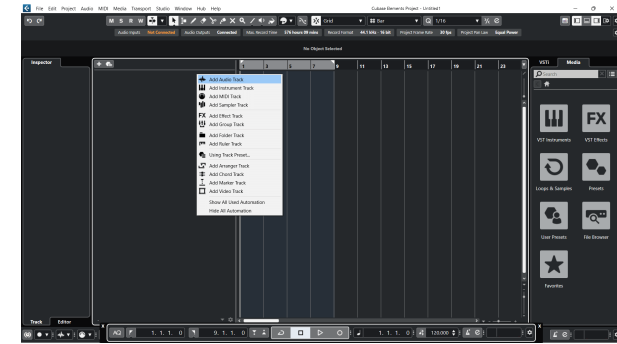 File Edit Project Audio MIDI Media Transport Studio Window Hub Help
Cubase Elements Project - Untitled1
M S R W
Grid
Bar
1/16
Audio Inputs Not Connected Audio Outputs Connected Max. Record Time 576 hours 09 mins Record Format 44.1 kHz - 16 bit Project Frame Rate 30 fps Project Pan Law Equal Power
No Object Selected
Inspector
1 3 5 7 9 11 13 15 17 19 21 23
VSTi Media
Search
Add Audio Track
Add Instrument Track
Add MIDI Track
Add Sampler Track
FX Add Effect Track
Add Group Track
Add Folder Track
Add Ruler Track
Using Track Preset...
Add Arranger Track
Add Chord Track
Add Marker Track
Add Video Track
Show All Used Automation
Hide All Automation
FX
VST Instruments VST Effects
Loops & Samples Presets
User Presets File Browser
Favorites
Track Editor
AQ 1. 1. 1. 0 9. 1. 1. 0 1. 1. 1. 0 120.000